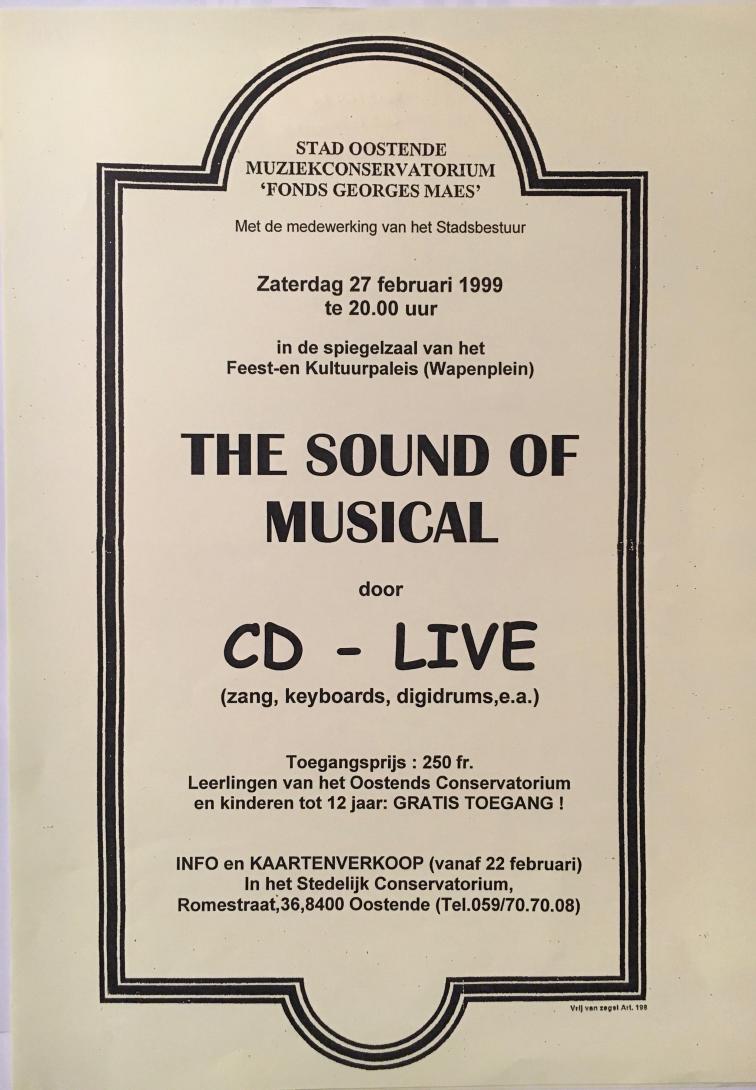 STAD OOSTENDE
MUZIEKCONSERVATORIUM
‘FONDS GEORGES MAES’
Met de medewerking van het Stadsbestuur
Zaterdag 27 februari 1999
te 20.00 uur
in de spiegelzaal van het
Feest-en Kultuurpaleis (Wapenplein)
THE SOUND OF
MUSICAL
door
CD - LIVE
(zang, keyboards, digidrums,e.a.)
Toegangsprijs : 250 fr.
Leerlingen van het Oostends Conservatorium
en kinderen tot 12 jaar: GRATIS TOEGANG !
INFO en KAARTENVERKOOP (vanaf 22 februari)
In het Stedelijk Conservatorium,
Romestraat,36,8400 Oostende (Tel.059/70.70.08)
Vrij van zegel Art. 198